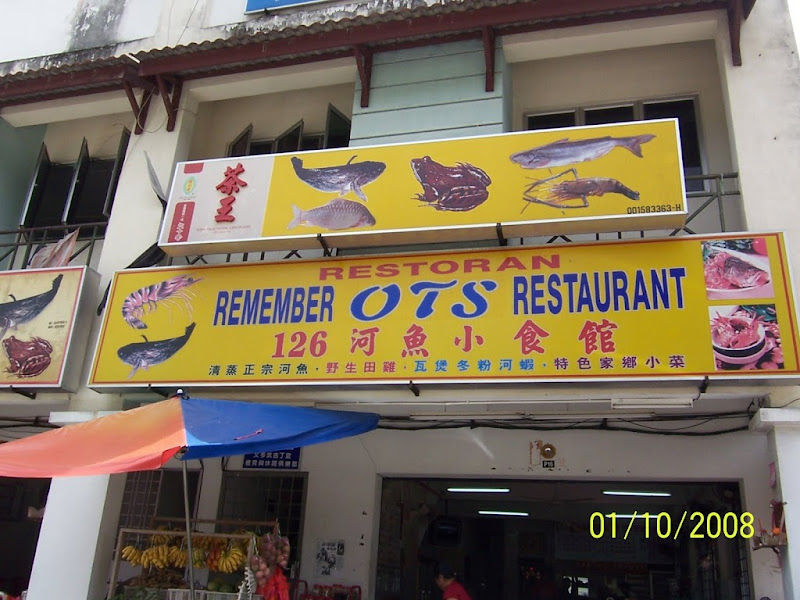 茶王
001583363-H
RESTORAN
REMEMBER OTS RESTAURANT
126 河魚小食館
清蒸正宗河魚·野生田雞·瓦煲冬粉河蝦·特色家鄉小菜
01/10/2008